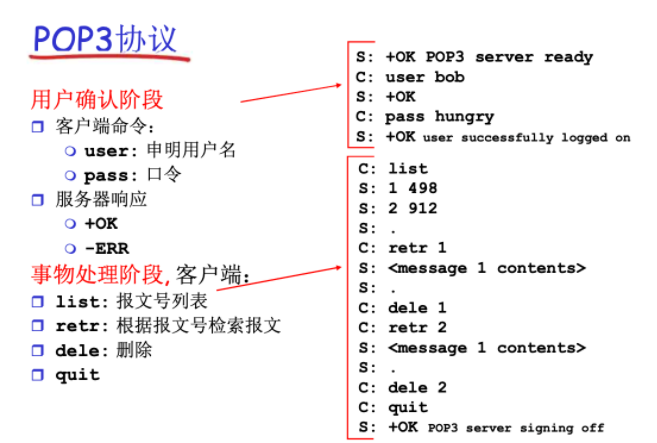 POP3协议
用户确认阶段
客户端命令:
user: 申明用户名
pass: 口令
服务器响应
+OK
-ERR
事物处理阶段, 客户端:
list: 报文号列表
retr: 根据报文号检索报文
dele: 删除
quit
S: +OK POP3 server ready
C: user bob
S: +OK
C: pass hungry
S: +OK user successfully logged on
C: list
S: 1 498
S: 2 912
S: .
C: retr 1
S: <message 1 contents>
S: .
C: dele 1
C: retr 2
S: <message 1 contents>
S: .
C: dele 2
C: quit
S: +OK POP3 server signing off